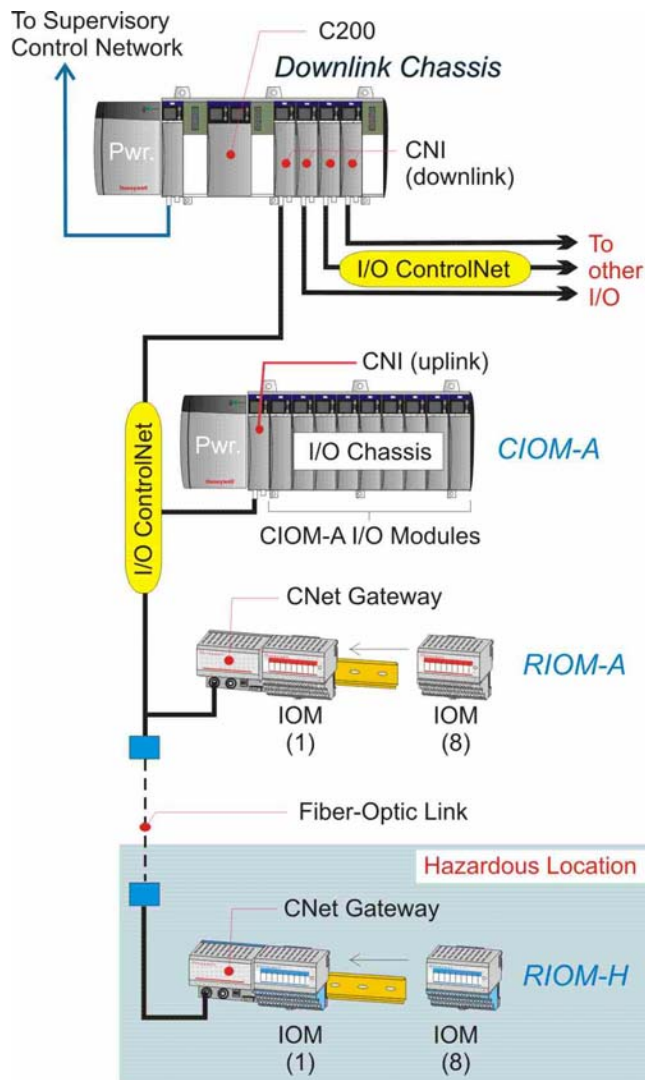 To Supervisory
Control Network
C200
Downlink Chassis
Pwr.
Honeywell
CNI
(downlink)
I/O ControlNet
To
other
I/O
CNI (uplink)
Pwr.
Honeywell
I/O Chassis
CIOM-A
I/O ControlNet
CIOM-A I/O Modules
CNet Gateway
RIOM-A
IOM
(1)
IOM
(8)
Fiber-Optic Link
Hazardous Location
CNet Gateway
RIOM-H
IOM
(1)
IOM
(8)